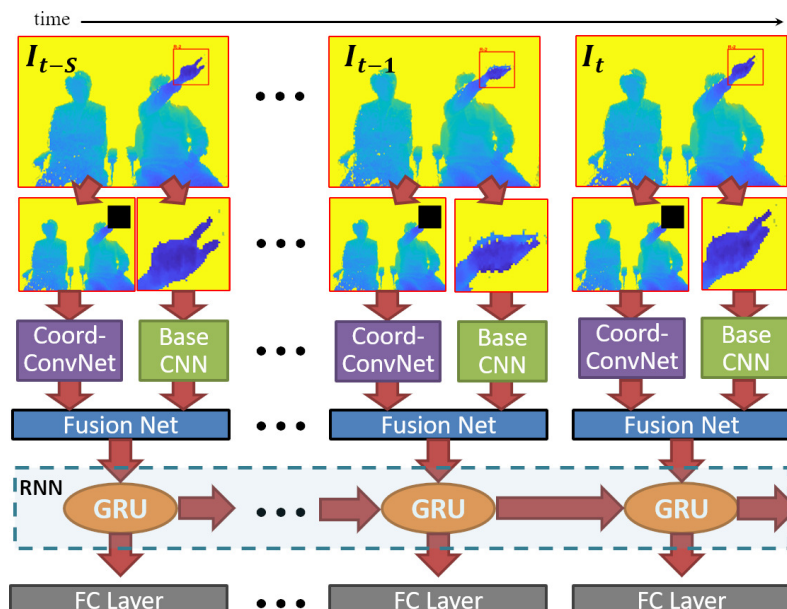 time
I_{t-S}
I_{t-1}
I_t
Coord-
ConvNet
Base
CNN
Coord-
ConvNet
Base
CNN
Coord-
ConvNet
Base
CNN
Fusion Net
Fusion Net
Fusion Net
RNN
GRU
GRU
GRU
FC Layer
FC Layer
FC Layer